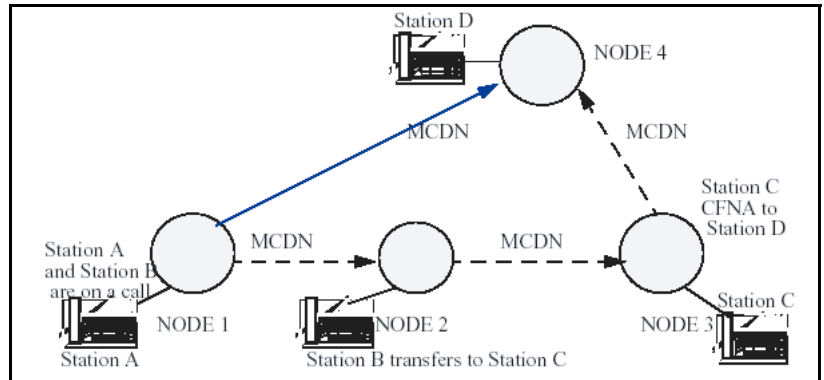 Station D
NODE 4
MCDN
MCDN
Station C
CFNA to
Station D
Station A
and Station B
are on a call
MCDN
MCDN
Station C
NODE 1
NODE 2
NODE 3
Station A
Station B transfers to Station C